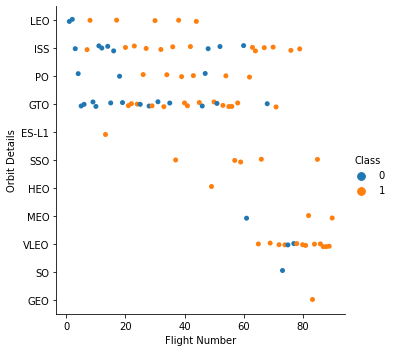 LEO
ISS
PO
GTO
ES-L1
SSO
HEO
MEO
VLEO
SO
GEO
Orbit Details
0 20 40 60 80
Flight Number
Class
0
1